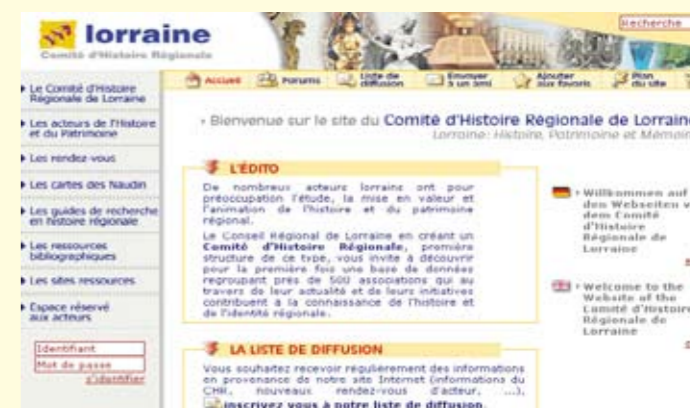 lorraine
Comité d'Histoire Régionale
Recherche
Accueil
Forums
Liste de
diffusion
Envoyer
à un ami
Ajouter
aux favoris
Plan
du site
Le Comité d'Histoire
Régionale de Lorraine
Les acteurs de l'Histoire
et du Patrimoine
Les rendez-vous
Les cartes des Naudin
Les guides de recherche
en histoire régionale
Les ressources
bibliographiques
Les sites ressources
Espace réservé
aux acteurs
Identifiant
Mot de passe
s'identifier
Bienvenue sur le site du Comité d'Histoire Régionale de Lorraine
Lorraine: Histoire, Patrimoine et Mémoire
L'ÉDITO
De nombreux acteurs lorrains ont pour
préoccupation l'étude, la mise en valeur et
l'animation de l'histoire et du patrimoine
régional.
Le Conseil Régional de Lorraine en créant un
Comité d'Histoire Régionale, première
structure de ce type, vous invite à découvrir
pour la première fois une base de données
regroupant près de 500 associations qui au
travers de leur actualité et de leurs initiatives
contribuent à la connaissance de l'histoire et
de l'identité régionale.
LA LISTE DE DIFFUSION
Vous souhaitez recevoir régulièrement des informations
en provenance de notre site Internet (informations du
CHR, nouveaux rendez-vous d'acteur, ...),
inscrivez vous à notre liste de diffusion.
Willkommen auf
den Webseiten v
dem Comité
d'Histoire
Régionale de
Lorraine
Welcome to the
Website of the
Comité d'Histoire
Régionale de
Lorraine